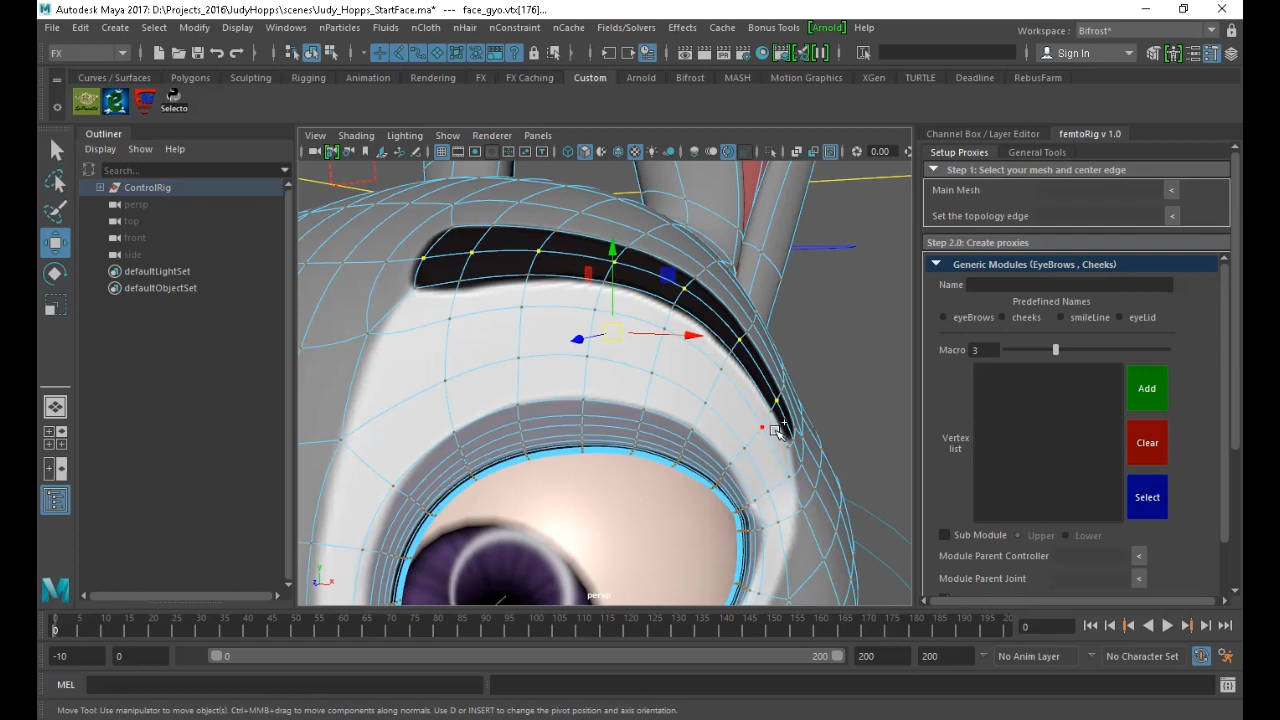 Autodesk Maya 2017: D:\Projects_2016\JudyHopps\scenes\Judy_Hopps_StartFace.ma* --- face_gyo.vtx[176]...
File Edit Create Select Modify Display Windows nParticles Fluids nCloth nHair nConstraint nCache Fields/Solvers Effects Cache Bonus Tools [Arnold] Help
Workspace : Bifrost*
FX Sign In
Curves / Surfaces Polygons Sculpting Rigging Animation Rendering FX FX Caching Custom Arnold Bifrost MASH Motion Graphics XGen TURTLE Deadline RebusFarm
Selecto
Outliner
Display Show Help
Search...
ControlRig
persp
top
front
side
defaultLightSet
defaultObjectSet
View Shading Lighting Show Renderer Panels
0.00
y
z x
persp
Channel Box / Layer Editor femtoRig v 1.0
Setup Proxies General Tools
Step 1: Select your mesh and center edge
Main Mesh <
Set the topology edge <
Step 2.0: Create proxies
Generic Modules (EyeBrows , Cheeks)
Name
Predefined Names
eyeBrows cheeks smileLine eyeLid
Macro 3
Vertex list
Add
Clear
Select
Sub Module Upper Lower
Module Parent Controller <
Module Parent Joint <
0 5 10 15 20 25 30 35 40 45 50 55 60 65 70 75 80 85 90 95 100 105 110 115 120 125 130 135 140 145 150 155 160 165 170 175 180 185 190 195 20
0 0
-10 0 0 200 200 200 No Anim Layer No Character Set
MEL
Move Tool: Use manipulator to move object(s). Ctrl+MMB+drag to move components along normals. Use D or INSERT to change the pivot position and axis orientation.